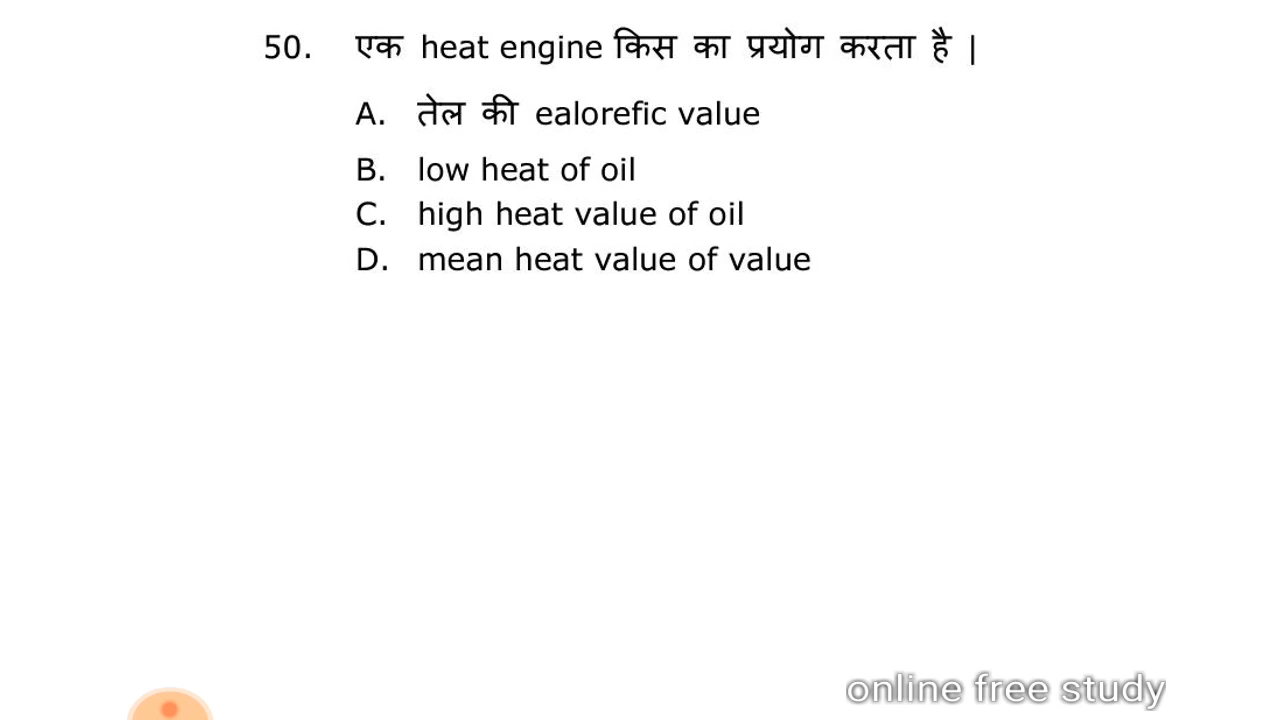 50. एक heat engine किस का प्रयोग करता है |
A. तेल की ealorefic value
B. low heat of oil
C. high heat value of oil
D. mean heat value of value
online free study